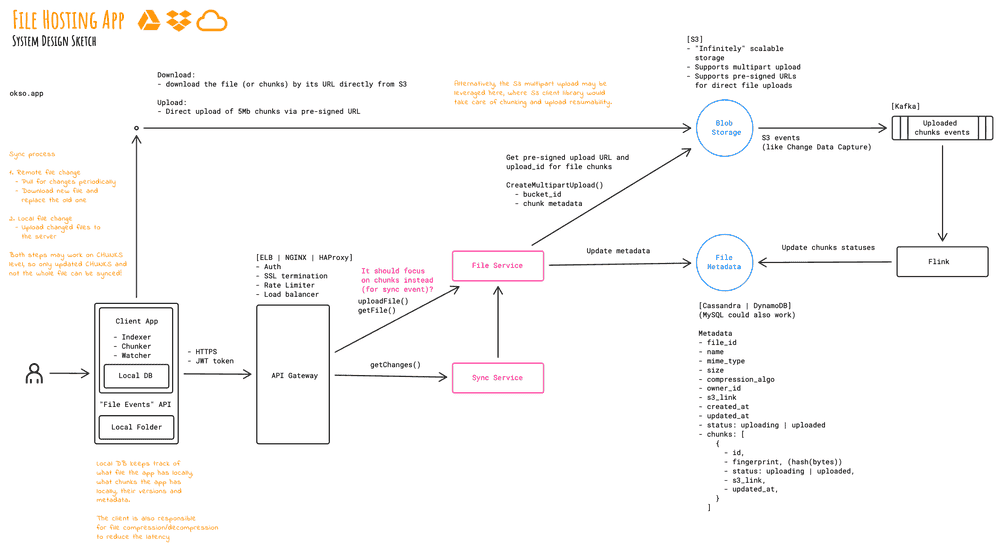 FILE HOSTING APP
SYSTEM DESIGN SKETCH
okso.app
Download:
- download the file (or chunks) by its URL directly from S3
Upload:
- Direct upload of 5Mb chunks via pre-signed URL
Alternatively, the S3 multipart upload may be
leveraged here, where S3 client library would
take care of chunking and upload resumability.
[S3]
- "Infinitely" scalable
storage
- Supports multipart upload
- Supports pre-signed URLs
for direct file uploads
Blob
Storage
S3 events
(like Change Data Capture)
[Kafka]
Uploaded
chunks events
Sync process
1. Remote file change
- Pull for changes periodically
- Download new file and
replace the old one
2. Local file change
- Upload changed files to
the server
Both steps may work on CHUNKS
level, so only updated CHUNKS and
not the whole file can be synced!
Get pre-signed upload URL and
upload_id for file chunks
CreateMultipartUpload()
- bucket_id
- chunk metadata
[ELB | NGINX | HAProxy]
- Auth
- SSL termination
- Rate Limiter
- Load balancer
It should focus
on chunks instead
(for sync event)?
uploadFile()
getFile()
File Service
Update metadata
File
Metadata
Update chunks statuses
Flink
Client App
- Indexer
- Chunker
- Watcher
Local DB
"File Events" API
Local Folder
- HTTPS
- JWT token
API Gateway
getChanges()
Sync Service
[Cassandra | DynamoDB]
(MySQL could also work)
Metadata
- file_id
- name
- mime_type
- size
- compression_algo
- owner_id
- s3_link
- created_at
- updated_at
- status: uploading | uploaded
- chunks: [
{
- id,
- fingerprint, (hash(bytes))
- status: uploading | uploaded,
- s3_link,
- updated_at,
}
]
Local DB keeps track of
what file the app has locally,
what chunks the app has
locally, their versions and
metadata.
The client is also responsible
for file compression/decompression
to reduce the latency